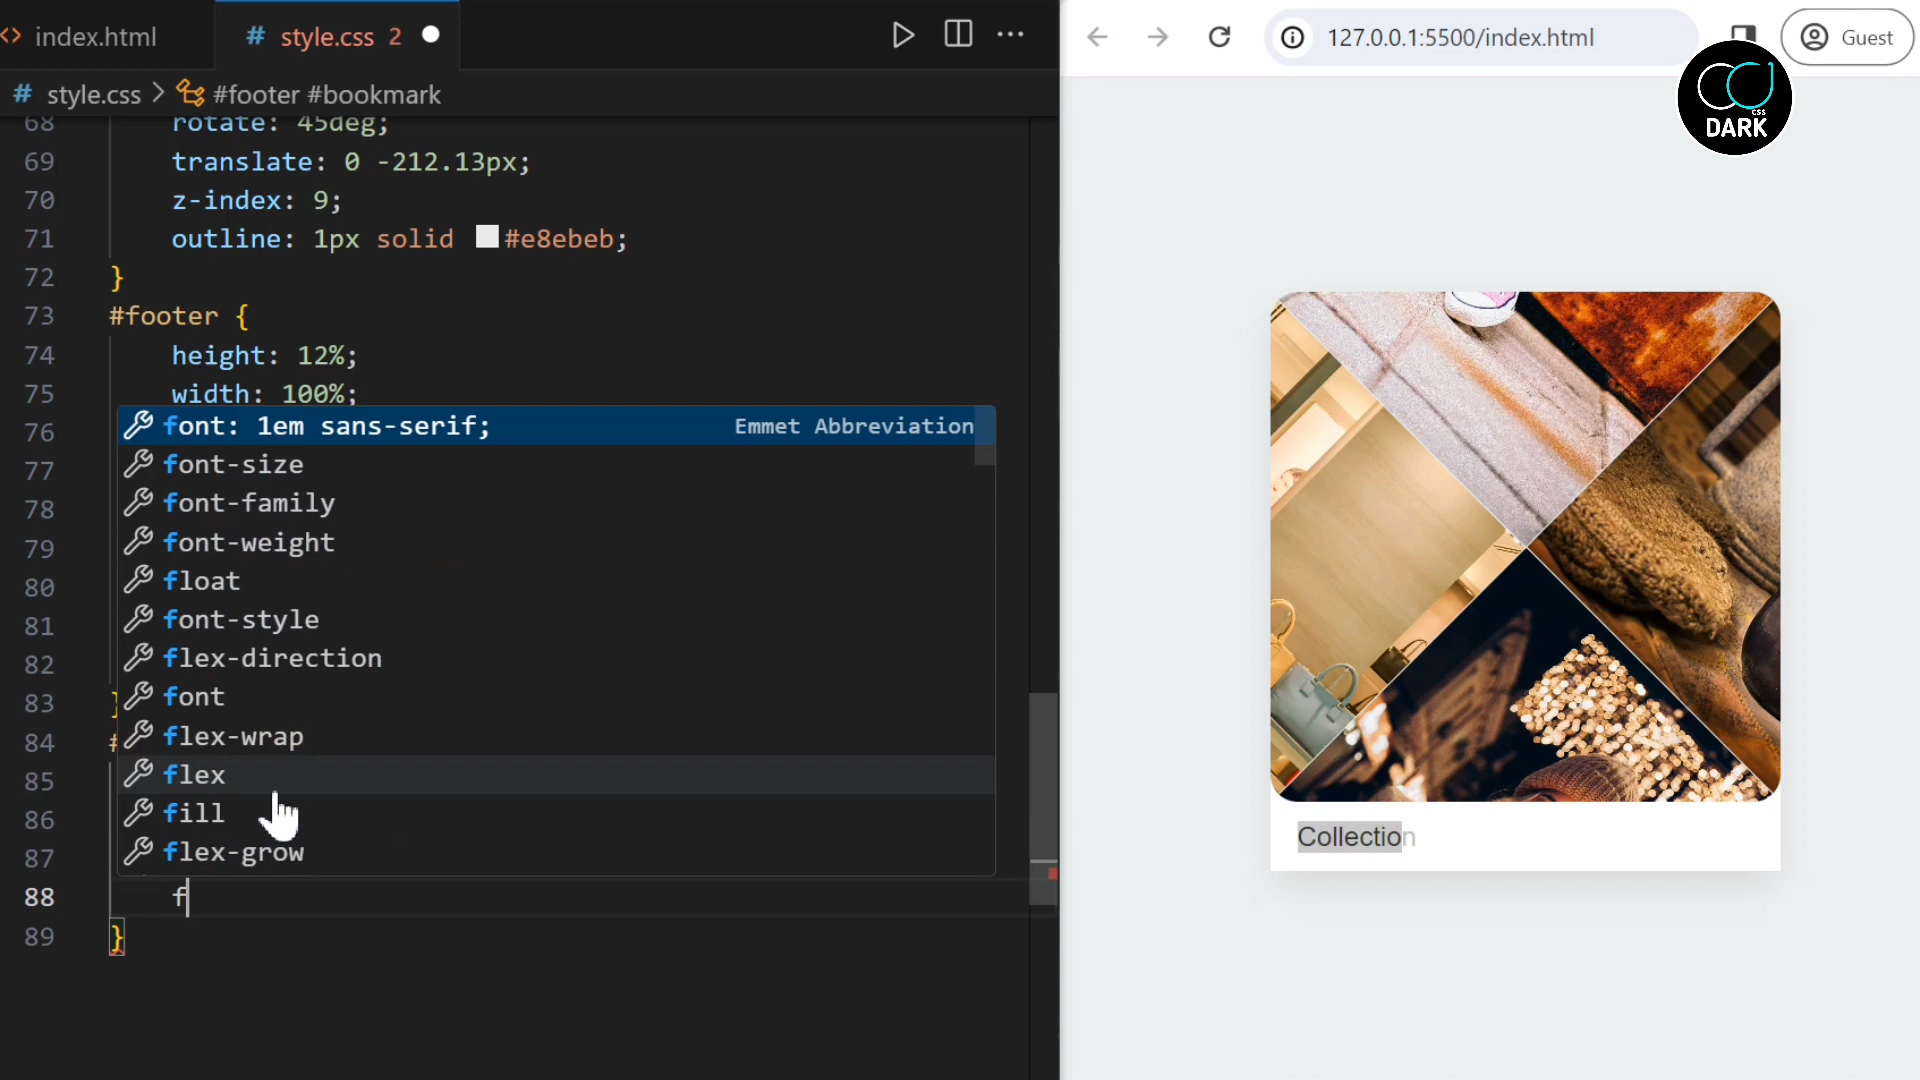 <> index.html
# style.css 2
127.0.0.1:5500/index.html
Guest
css
DARK
# style.css > #footer #bookmark
68 rotate: 45deg;
69 translate: 0 -212.13px;
70 z-index: 9;
71 outline: 1px solid #e8ebeb;
72 }
73 #footer {
74 height: 12%;
75 width: 100%;
76 font: 1em sans-serif; Emmet Abbreviation
77 font-size
78 font-family
79 font-weight
80 float
81 font-style
82 flex-direction
83 } font
84 # flex-wrap
85 flex
86 fill
87 flex-grow
88 f
89 }
Collection